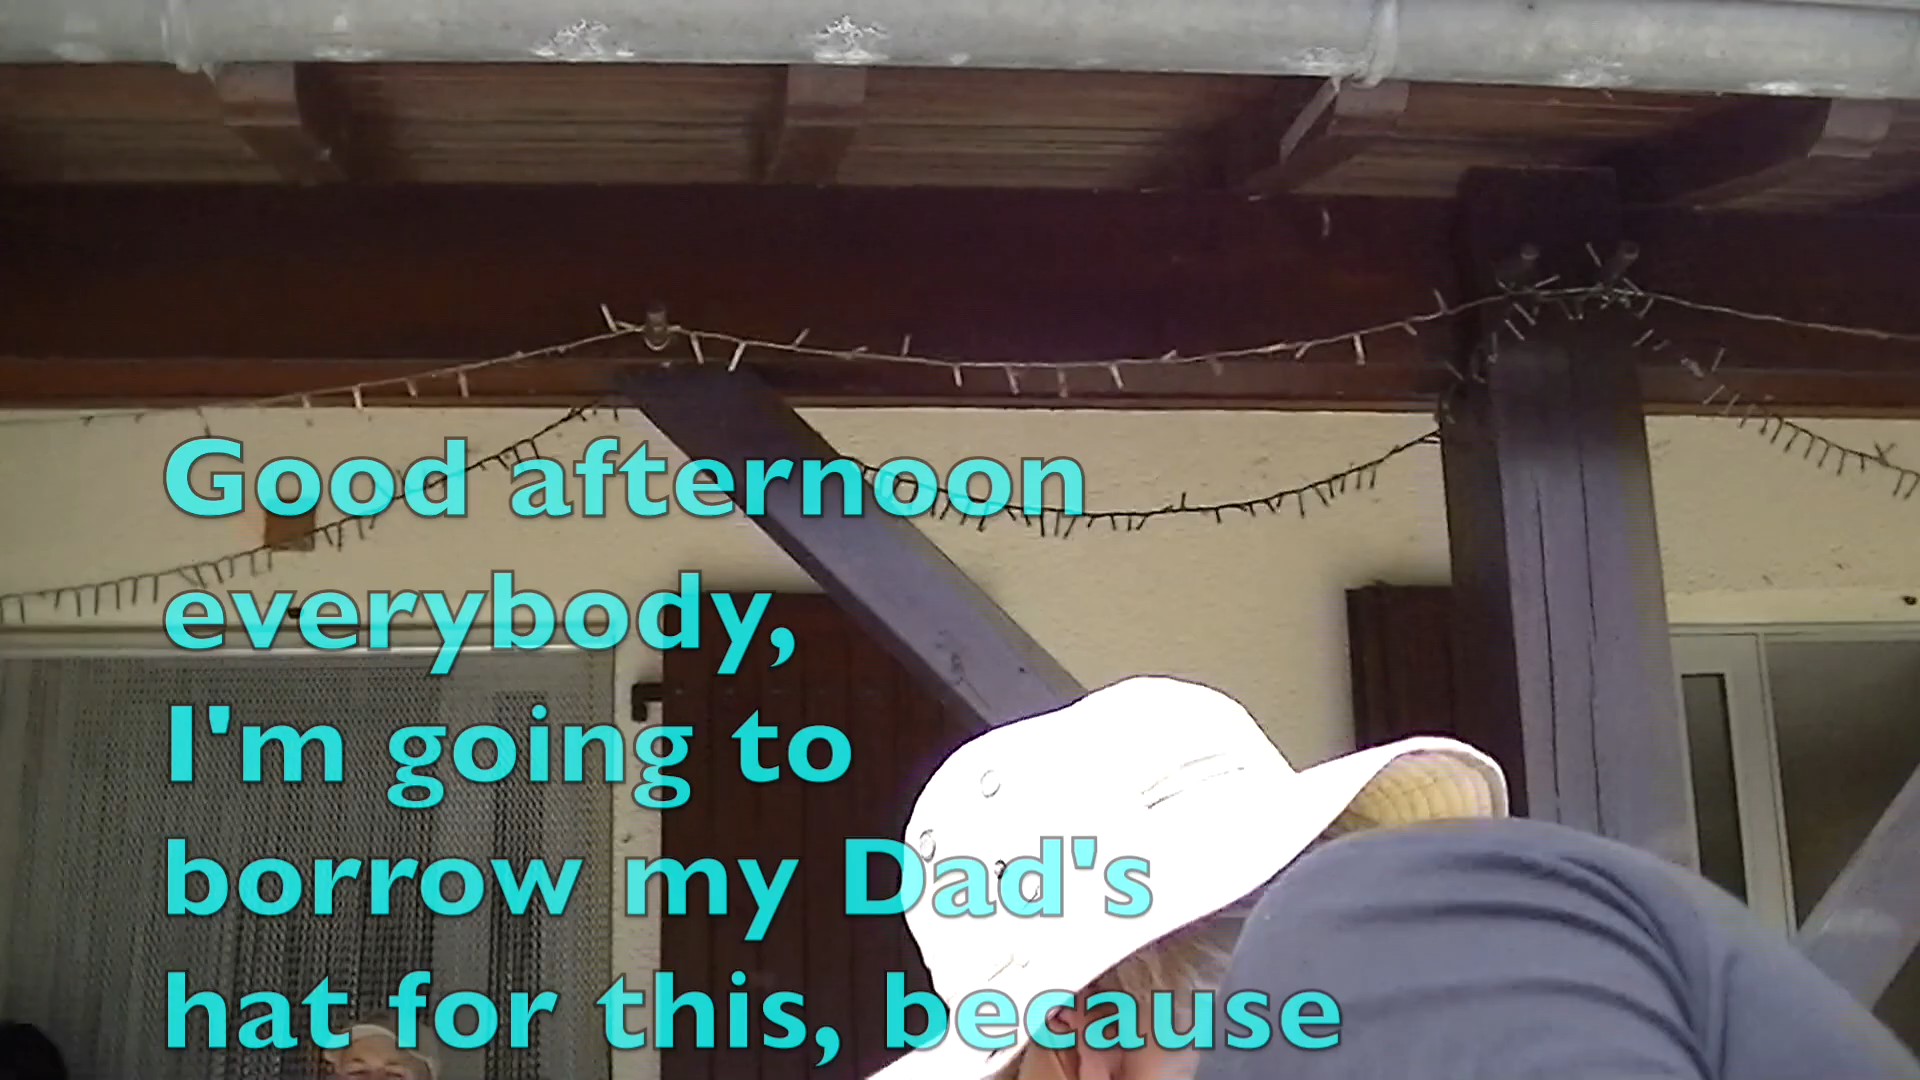 Good afternoon
everybody,
I'm going to
borrow my Dad's
hat for this, because